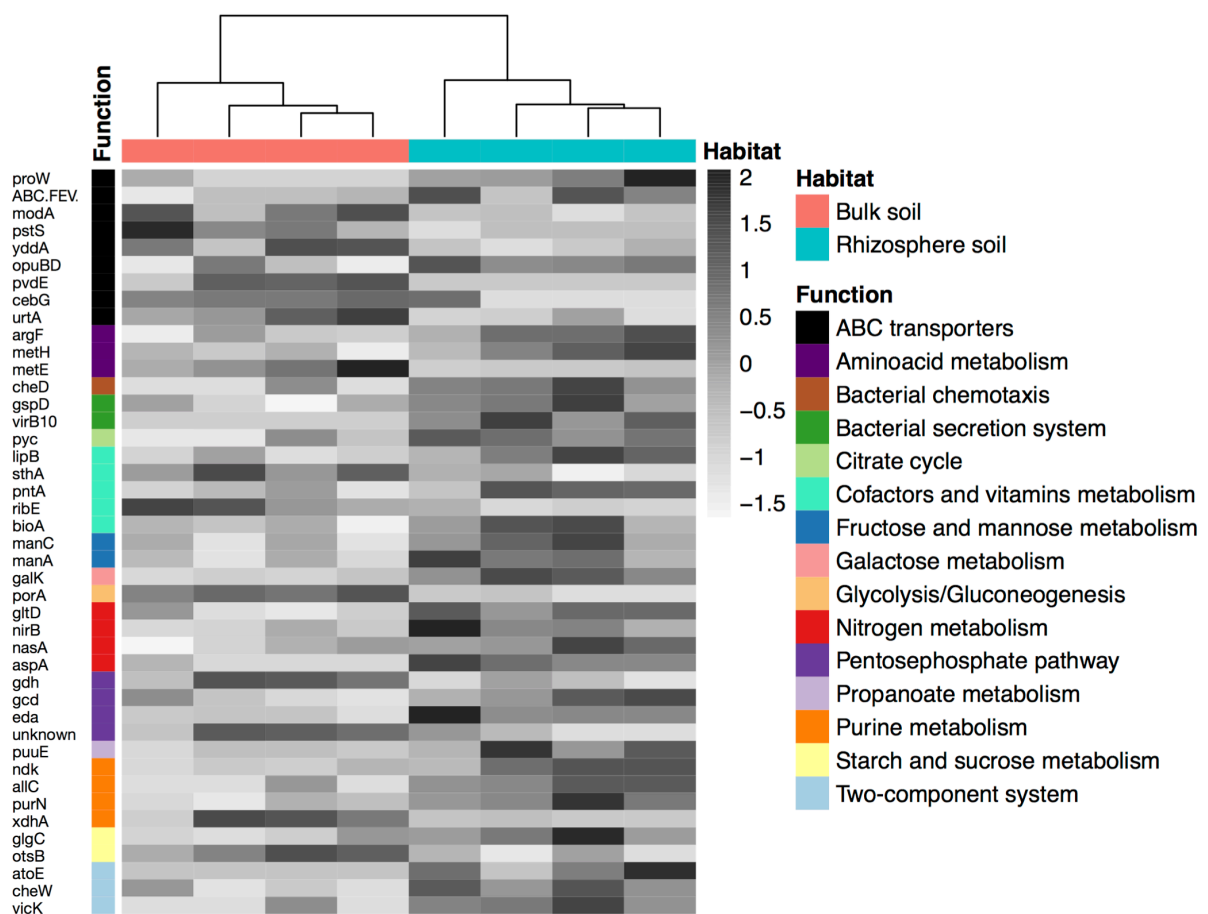 Function
Habitat
proW
ABC.FEV.
modA
pstS
yddA
opuBD
pvdE
cebG
urtA
argF
metH
metE
cheD
gspD
virB10
pyc
lipB
sthA
pntA
ribE
bioA
manC
manA
galK
porA
gltD
nirB
nasA
aspA
gdh
gcd
eda
unknown
puuE
ndk
allC
purN
xdhA
glgC
otsB
atoE
cheW
vicK
2
1.5
1
0.5
0
−0.5
−1
−1.5
Habitat
Bulk soil
Rhizosphere soil
Function
ABC transporters
Aminoacid metabolism
Bacterial chemotaxis
Bacterial secretion system
Citrate cycle
Cofactors and vitamins metabolism
Fructose and mannose metabolism
Galactose metabolism
Glycolysis/Gluconeogenesis
Nitrogen metabolism
Pentosephosphate pathway
Propanoate metabolism
Purine metabolism
Starch and sucrose metabolism
Two-component system